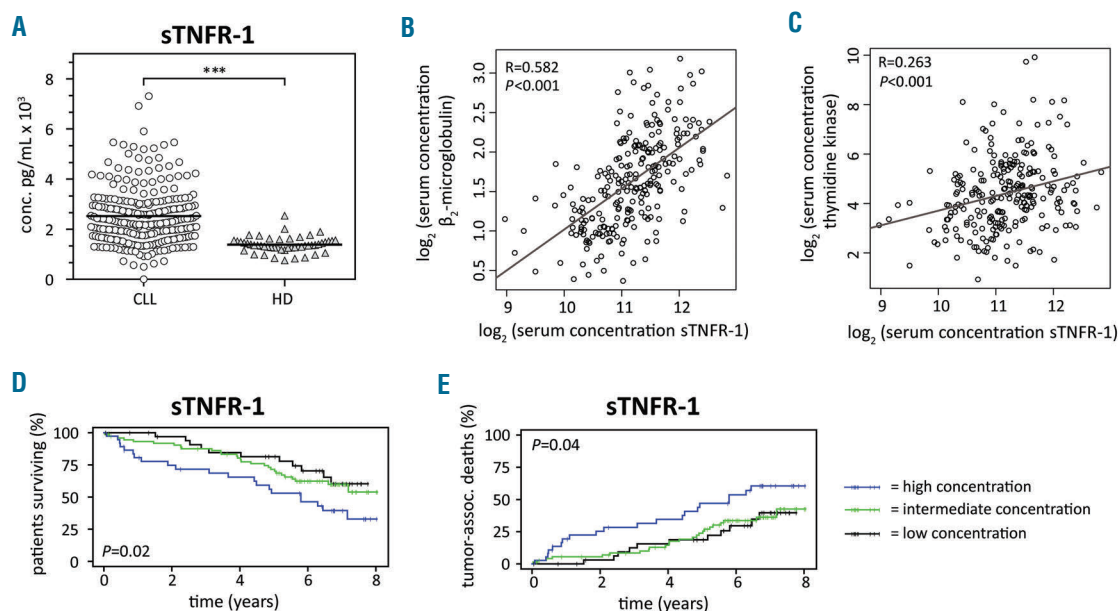 A
sTNFR-1
***
conc. pg/mL x 10³
8
6
4
2
0
CLL
HD
B
R=0.582
P<0.001
log₂ (serum concentration
β₂-microglobulin)
3.0
2.5
2.0
1.5
1.0
0.5
9
10
11
12
log₂ (serum concentration sTNFR-1)
C
R=0.263
P<0.001
log₂ (serum concentration
thymidine kinase)
10
8
6
4
2
9
10
11
12
log₂ (serum concentration sTNFR-1)
D
sTNFR-1
patients surviving (%)
100
75
50
25
0
P=0.02
0
2
4
6
8
time (years)
E
sTNFR-1
tumor-assoc. deaths (%)
100
75
50
25
0
P=0.04
0
2
4
6
8
time (years)
= high concentration
= intermediate concentration
= low concentration